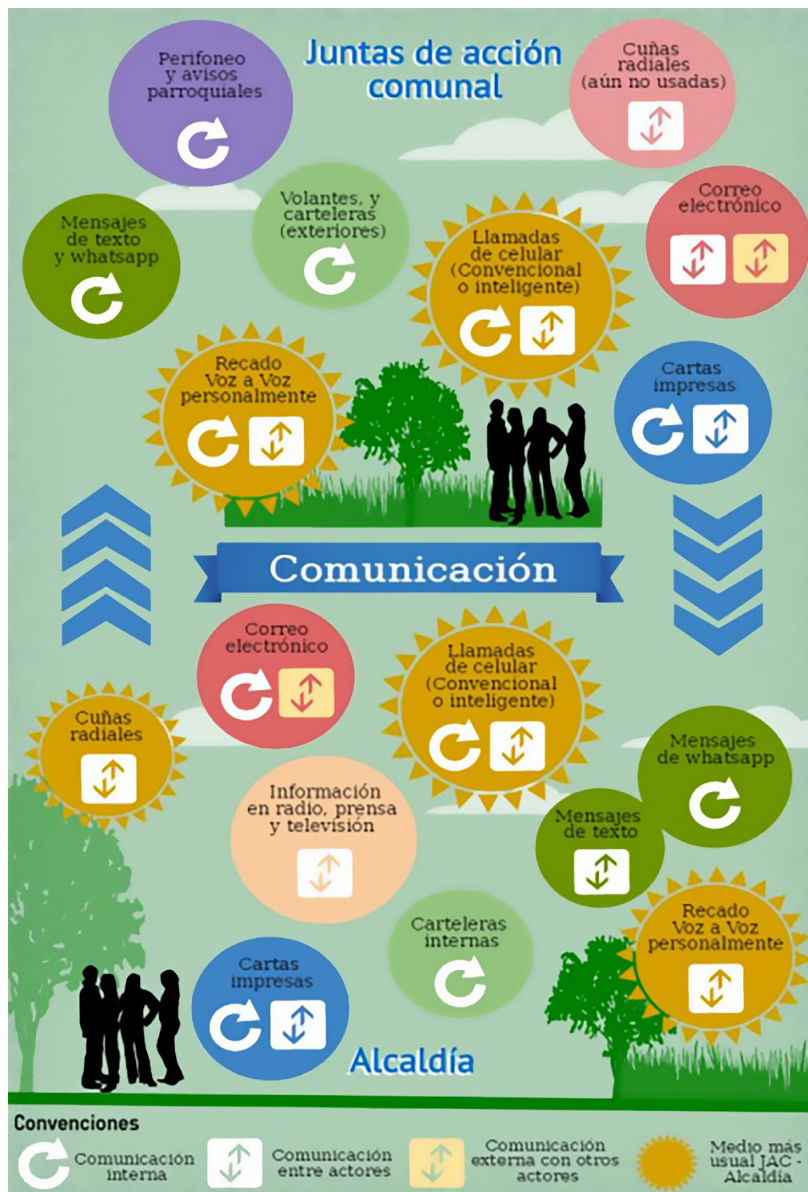 Juntas de acción
comunal
Perifoneo
y avisos
parroquiales
Cuñas
radiales
(aún no usadas)
Mensajes
de texto
y whatsapp
Volantes, y
carteleras
(exteriores)
Llamadas
de celular
(Convencional
o inteligente)
Correo
electrónico
Recado
Voz a Voz
personalmente
Cartas
impresas
Comunicación
Correo
electrónico
Llamadas
de celular
(Convencional
o inteligente)
Cuñas
radiales
Mensajes
de whatsapp
Información
en radio, prensa
y televisión
Mensajes
de texto
Carteleras
internas
Recado
Voz a Voz
personalmente
Cartas
impresas
Alcaldía
Convenciones
Comunicación
interna
Comunicación
entre actores
Comunicación
externa con otros
actores
Medio más
usual JAC -
Alcaldía